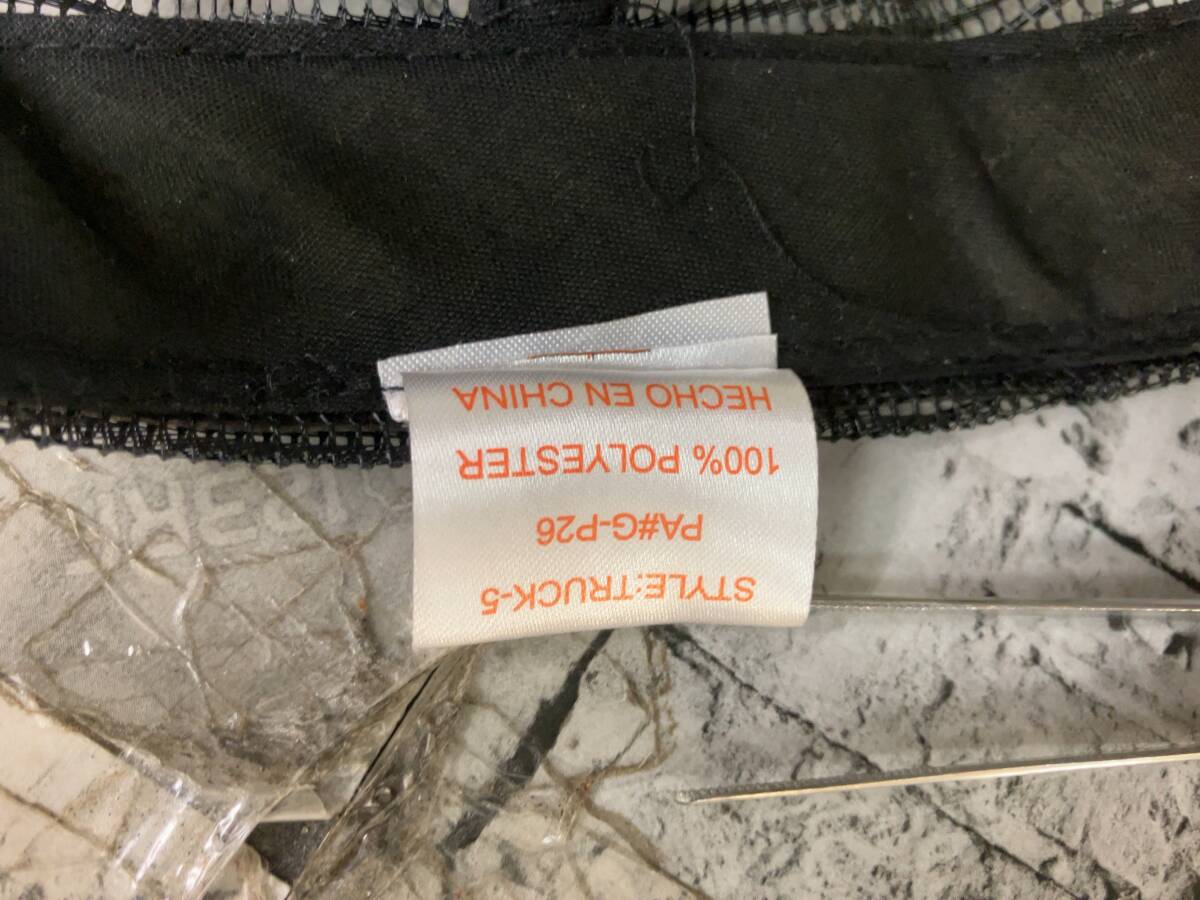 STYLE:TRUCK-5
PA#G-P26
100% POLYESTER
HECHO EN CHINA